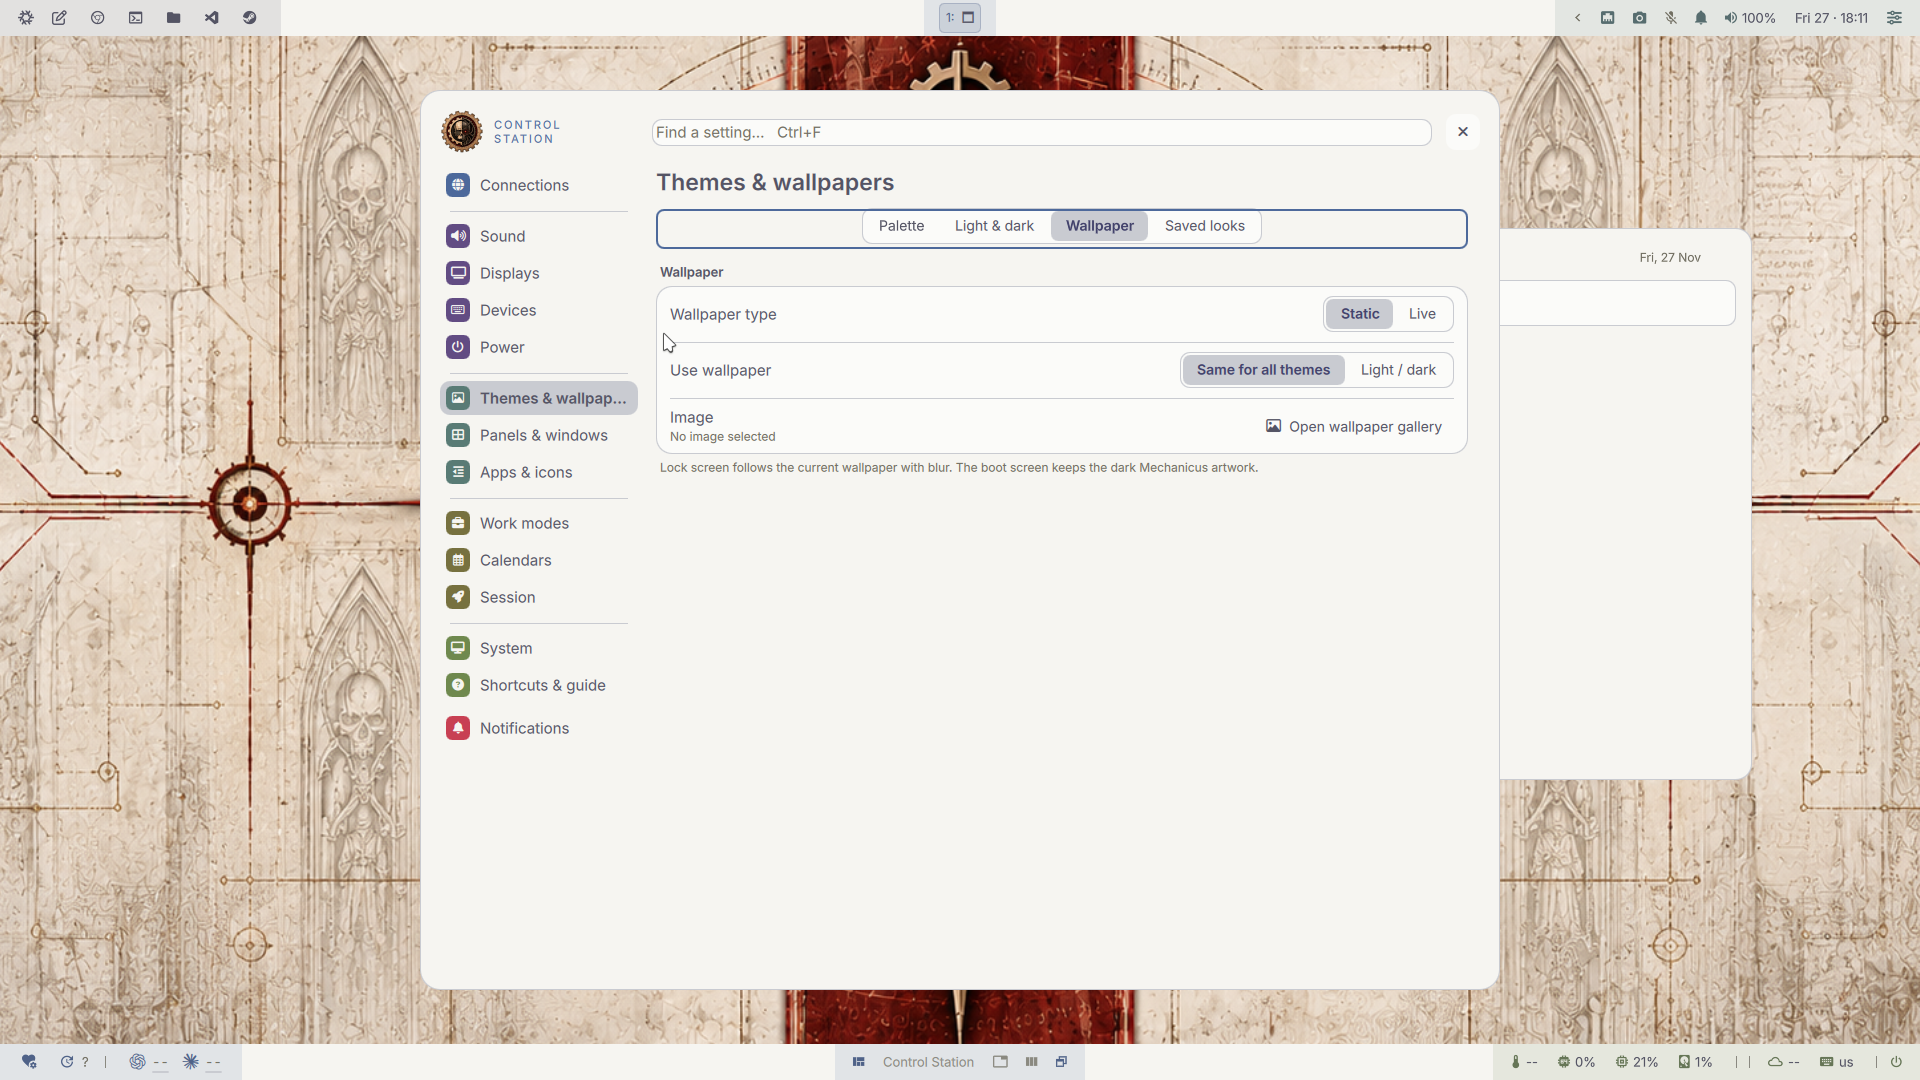 1:
100%
Fri 27 · 18:11
CONTROL
STATION
Find a setting... Ctrl+F
Connections
Sound
Displays
Devices
Power
Themes & wallpap...
Panels & windows
Apps & icons
Work modes
Calendars
Session
System
Shortcuts & guide
Notifications
Themes & wallpapers
Palette
Light & dark
Wallpaper
Saved looks
Wallpaper
Wallpaper type
Static
Live
Use wallpaper
Same for all themes
Light / dark
Image
No image selected
Open wallpaper gallery
Lock screen follows the current wallpaper with blur. The boot screen keeps the dark Mechanicus artwork.
Fri, 27 Nov
?
--
--
Control Station
--
0%
21%
1%
--
us